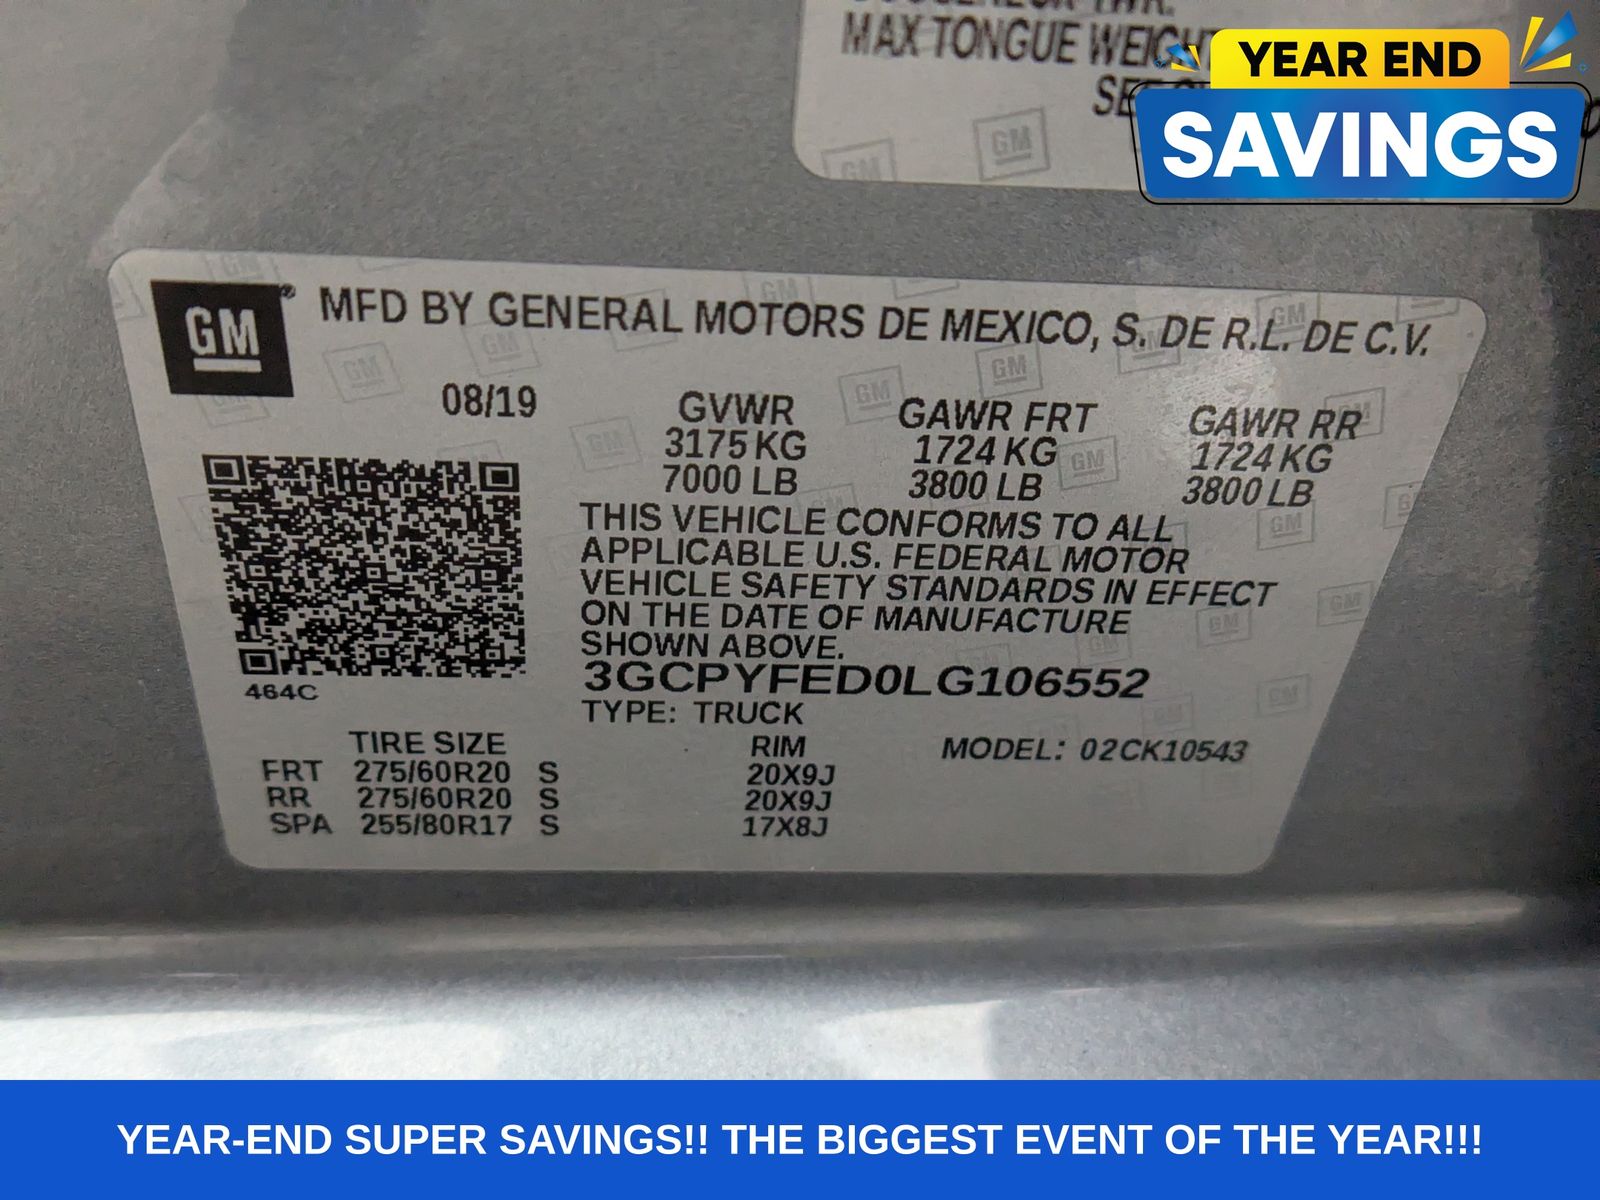 MAX TONGUE WEIGHT
YEAR END
SAVINGS
GM
GM
GM
MFD BY GENERAL MOTORS DE MEXICO, S. DE R.L. DE C.V.
08/19
GVWR
3175 KG
7000 LB
GAWR FRT
1724 KG
3800 LB
GAWR RR
1724 KG
3800 LB
THIS VEHICLE CONFORMS TO ALL
APPLICABLE U.S. FEDERAL MOTOR
VEHICLE SAFETY STANDARDS IN EFFECT
ON THE DATE OF MANUFACTURE
SHOWN ABOVE.
3GCPYFED0LG106552
TYPE: TRUCK
464C
TIRE SIZE RIM MODEL: 02CK10543
FRT 275/60R20 S 20X9J
RR 275/60R20 S 20X9J
SPA 255/80R17 S 17X8J
YEAR-END SUPER SAVINGS!! THE BIGGEST EVENT OF THE YEAR!!!